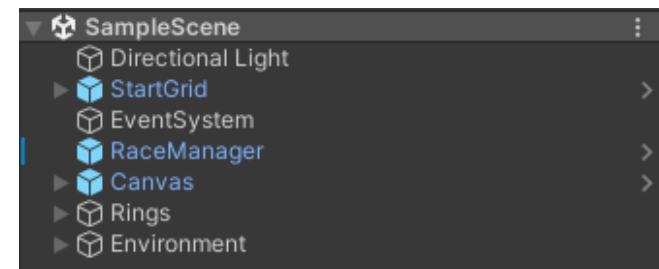 SampleScene
Directional Light
StartGrid
EventSystem
RaceManager
Canvas
Rings
Environment